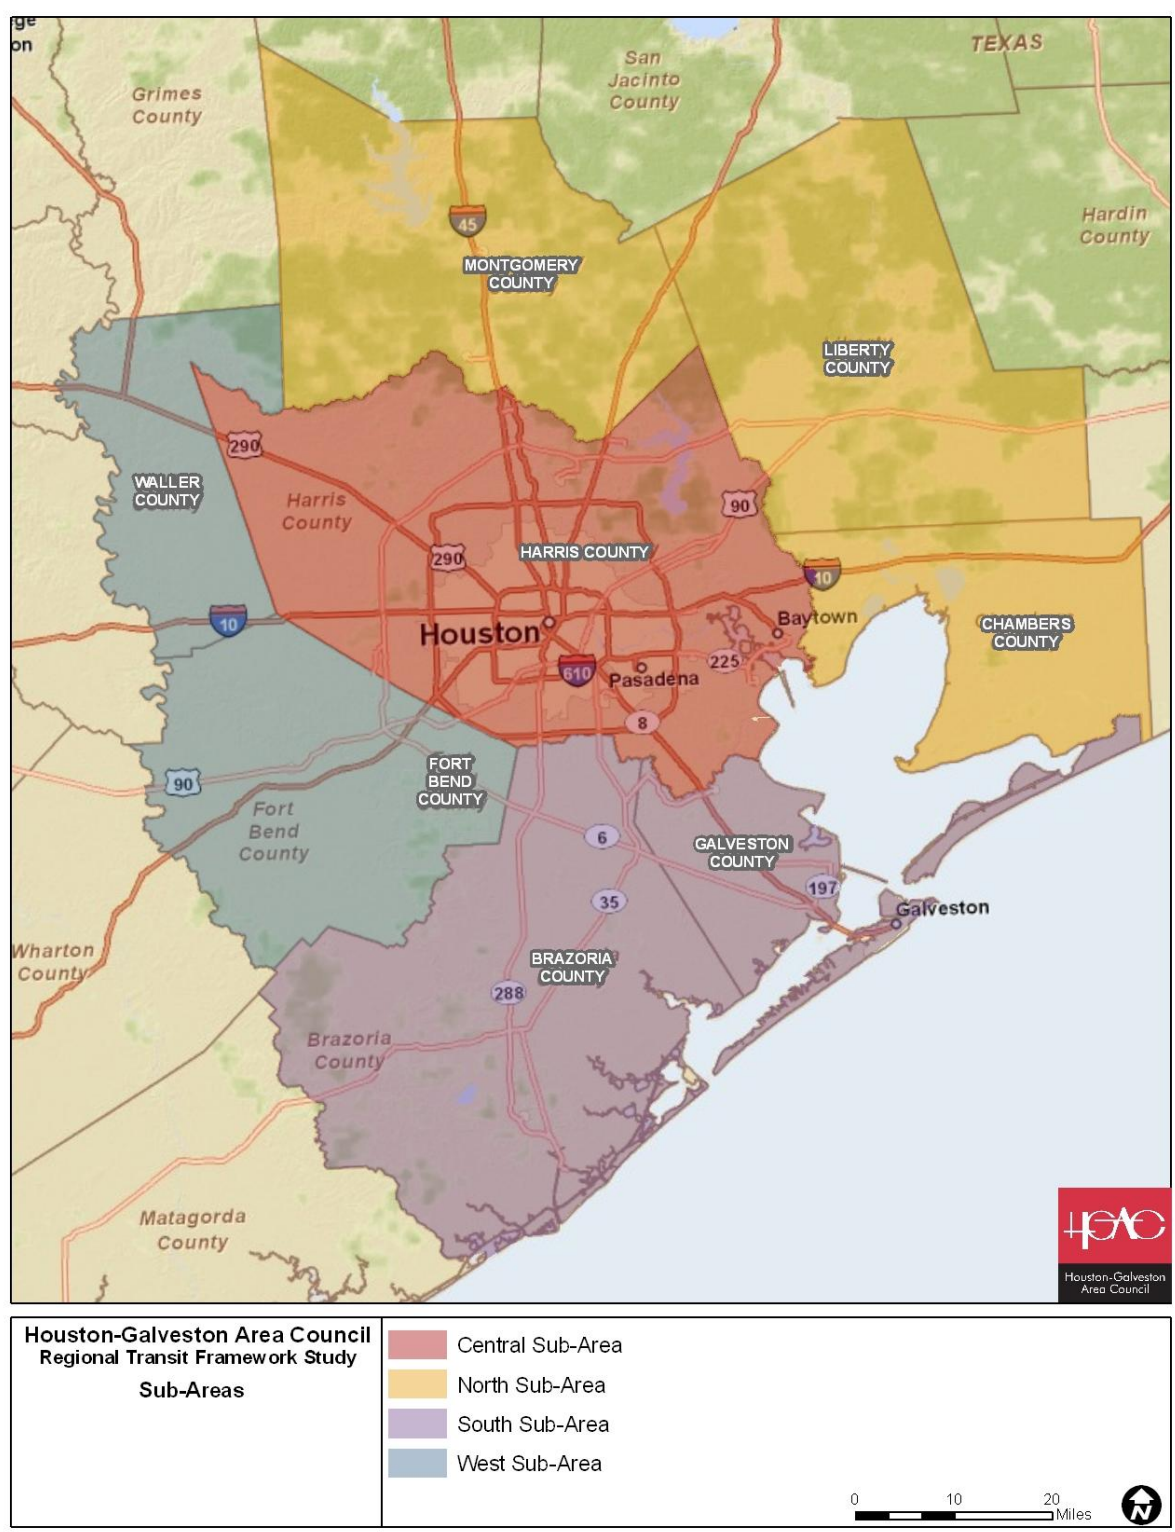 ge
on
TEXAS
San
Jacinto
County
Grimes
County
Hardin
County
45
MONTGOMERY
COUNTY
LIBERTY
COUNTY
290
WALLER
COUNTY
Harris
County
90
290
HARRIS COUNTY
10
10
Baytown
Houston
CHAMBERS
COUNTY
610
225
Pasadena
8
FORT
BEND
COUNTY
90
Fort
Bend
County
6
GALVESTON
COUNTY
35
197
Galveston
Wharton
County
BRAZORIA
COUNTY
288
Brazoria
County
Matagorda
County
HGAC
Houston-Galveston
Area Council
Houston-Galveston Area Council
Regional Transit Framework Study
Sub-Areas
Central Sub-Area
North Sub-Area
South Sub-Area
West Sub-Area
0 10 20
Miles
N